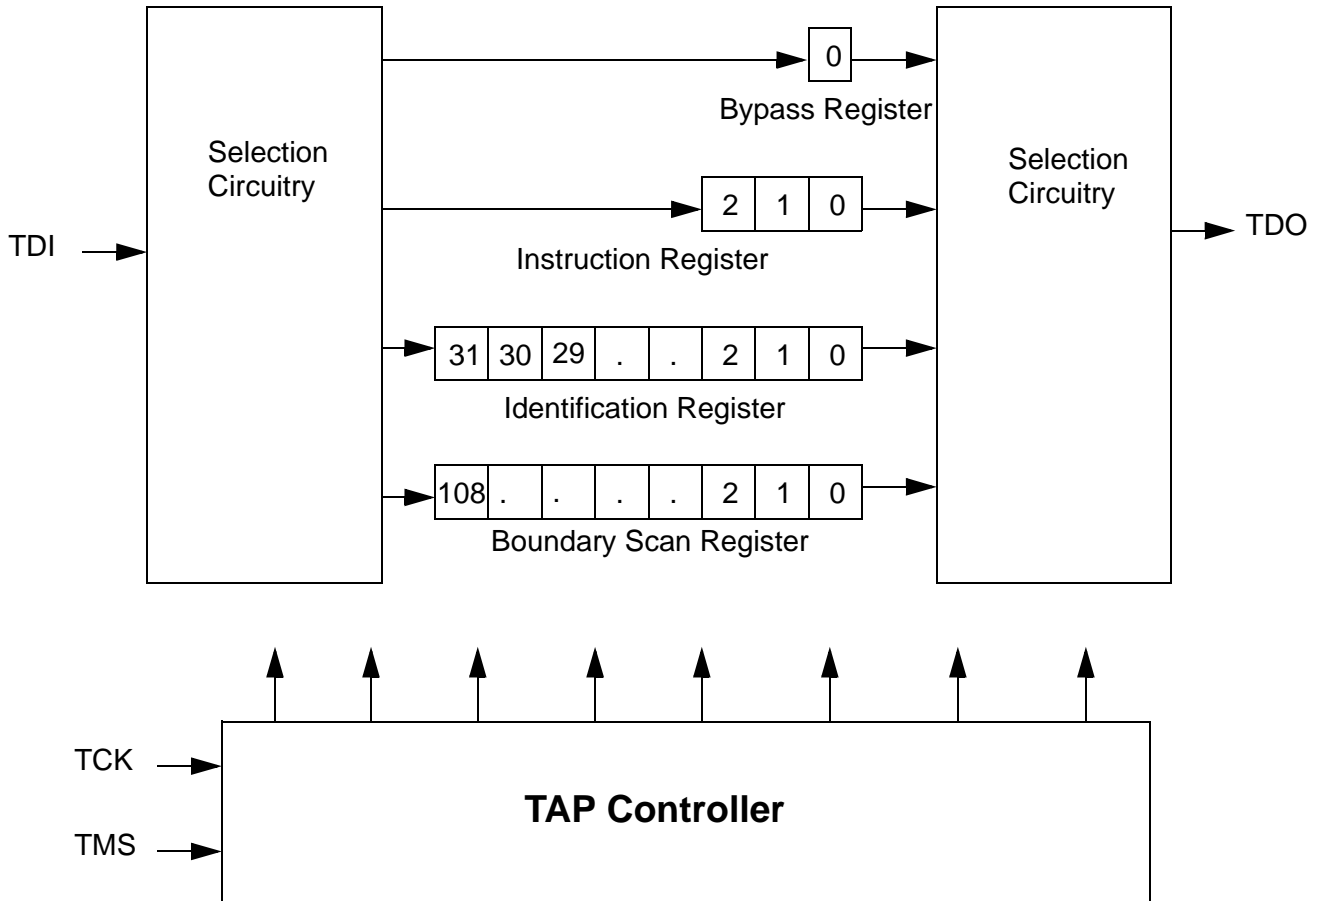 0
Bypass Register
Selection
Circuitry
Selection
Circuitry
2 1 0
TDI
TDO
Instruction Register
31 30 29 . . 2 1 0
Identification Register
108 . . . . 2 1 0
Boundary Scan Register
TCK
TAP Controller
TMS